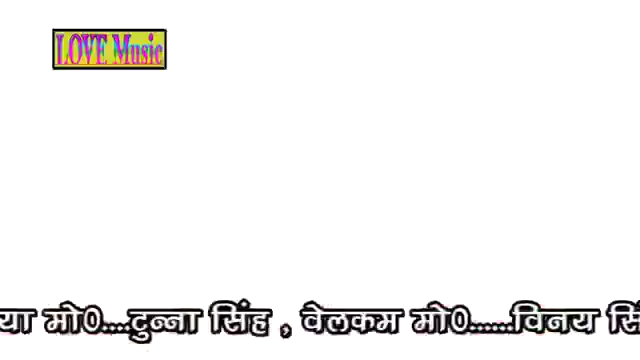 LOVE Music
या मो0....दुन्ना सिंह , वेलकम मो0......विनय